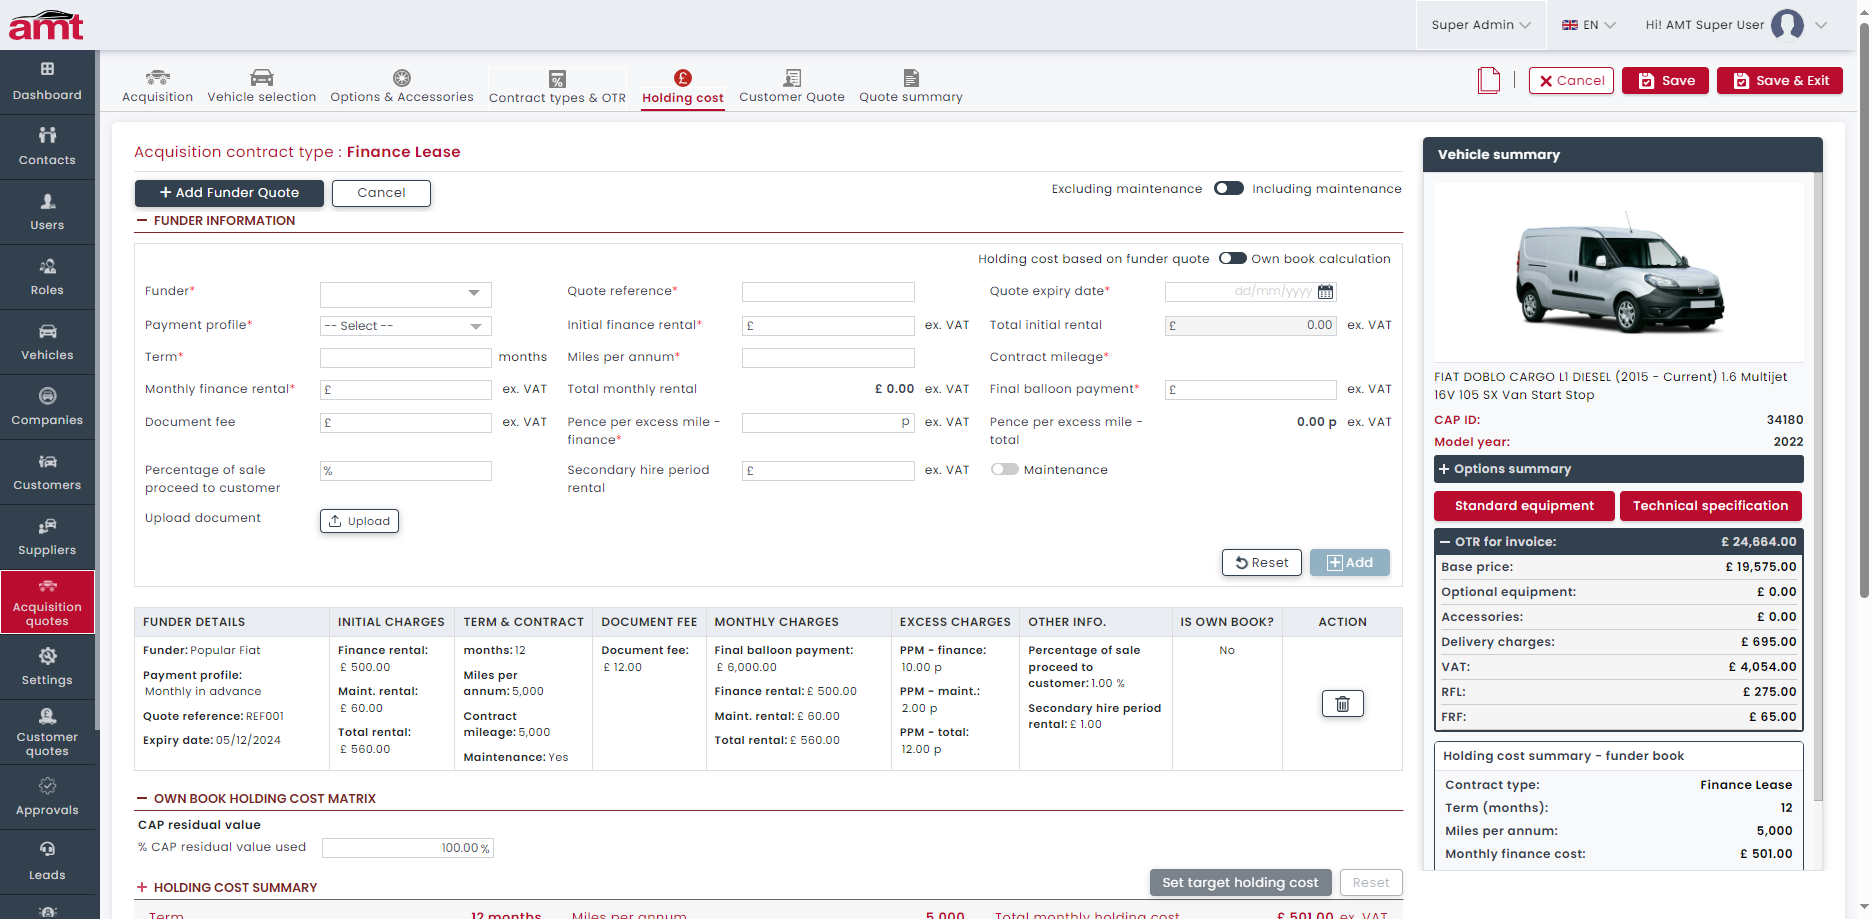 amt
Super Admin
EN
Hi! AMT Super User
Dashboard
Contacts
Users
Roles
Vehicles
Companies
Customers
Suppliers
Acquisition
quotes
Settings
Customer
quotes
Approvals
Leads
Acquisition
Vehicle selection
Options & Accessories
Contract types & OTR
Holding cost
Customer Quote
Quote summary
Cancel
Save
Save & Exit
Acquisition contract type : Finance Lease
+ Add Funder Quote
Cancel
Excluding maintenance
Including maintenance
FUNDER INFORMATION
Holding cost based on funder quote
Own book calculation
Funder*
Quote reference*
Quote expiry date*
dd/mm/yyyy
Payment profile*
-- Select --
Initial finance rental*
£
ex. VAT
Total initial rental
£ 0.00
ex. VAT
Term*
months
Miles per annum*
Contract mileage*
Monthly finance rental*
£
ex. VAT
Total monthly rental
£ 0.00
ex. VAT
Final balloon payment*
£
ex. VAT
Document fee
£
ex. VAT
Pence per excess mile -
finance*
p
ex. VAT
Pence per excess mile -
total
0.00 p
ex. VAT
Percentage of sale
proceed to customer
%
Secondary hire period
rental
£
ex. VAT
Maintenance
Upload document
Upload
Reset
Add
FUNDER DETAILS
INITIAL CHARGES
TERM & CONTRACT
DOCUMENT FEE
MONTHLY CHARGES
EXCESS CHARGES
OTHER INFO.
IS OWN BOOK?
ACTION
Funder: Popular Fiat
Payment profile:
Monthly in advance
Quote reference: REF001
Expiry date: 05/12/2024
Finance rental:
£ 500.00
Maint. rental:
£ 60.00
Total rental:
£ 560.00
months: 12
Miles per
annum: 5,000
Contract
mileage: 5,000
Maintenance: Yes
Document fee:
£ 12.00
Final balloon payment:
£ 6,000.00
Finance rental: £ 500.00
Maint. rental: £ 60.00
Total rental: £ 560.00
PPM - finance:
10.00 p
PPM - maint.:
2.00 p
PPM - total:
12.00 p
Percentage of sale
proceed to
customer: 1.00 %
Secondary hire period
rental: £ 1.00
No
OWN BOOK HOLDING COST MATRIX
CAP residual value
% CAP residual value used
100.00 %
HOLDING COST SUMMARY
Set target holding cost
Reset
Term
12 months
Miles per annum
5,000
Total monthly holding cost
£ 501.00 ex. VAT
Vehicle summary
FIAT DOBLO CARGO L1 DIESEL (2015 - Current) 1.6 Multijet
16V 105 SX Van Start Stop
CAP ID: 34180
Model year: 2022
+ Options summary
Standard equipment
Technical specification
OTR for invoice: £ 24,664.00
Base price: £ 19,575.00
Optional equipment: £ 0.00
Accessories: £ 0.00
Delivery charges: £ 695.00
VAT: £ 4,054.00
RFL: £ 275.00
FRF: £ 65.00
Holding cost summary - funder book
Contract type: Finance Lease
Term (months): 12
Miles per annum: 5,000
Monthly finance cost: £ 501.00